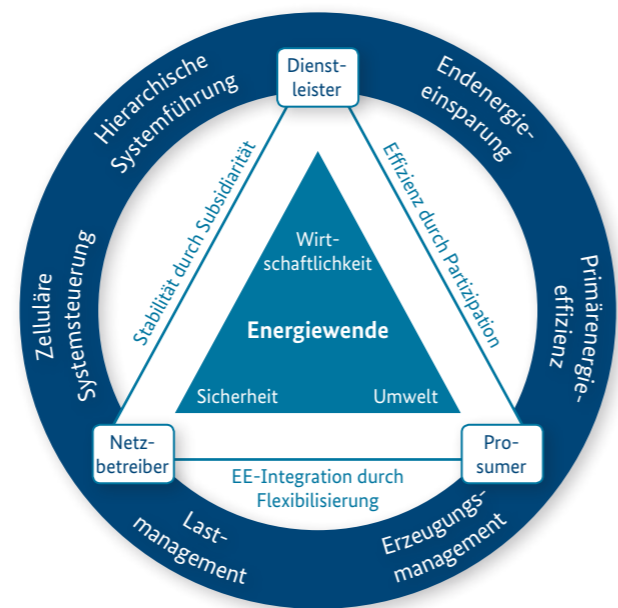 Dienst-
leister
Hierarchische
Systemführung
Endenergie-
einsparung
Stabilität durch Subsidiarität
Effizienz durch Partizipation
Zelluläre
Systemsteuerung
Wirt-
schaftlichkeit
Primärenergie-
effizienz
Energiewende
Sicherheit
Umwelt
Netz-
betreiber
Pro-
sumer
EE-Integration durch
Flexibilisierung
Last-
management
Erzeugungs-
management